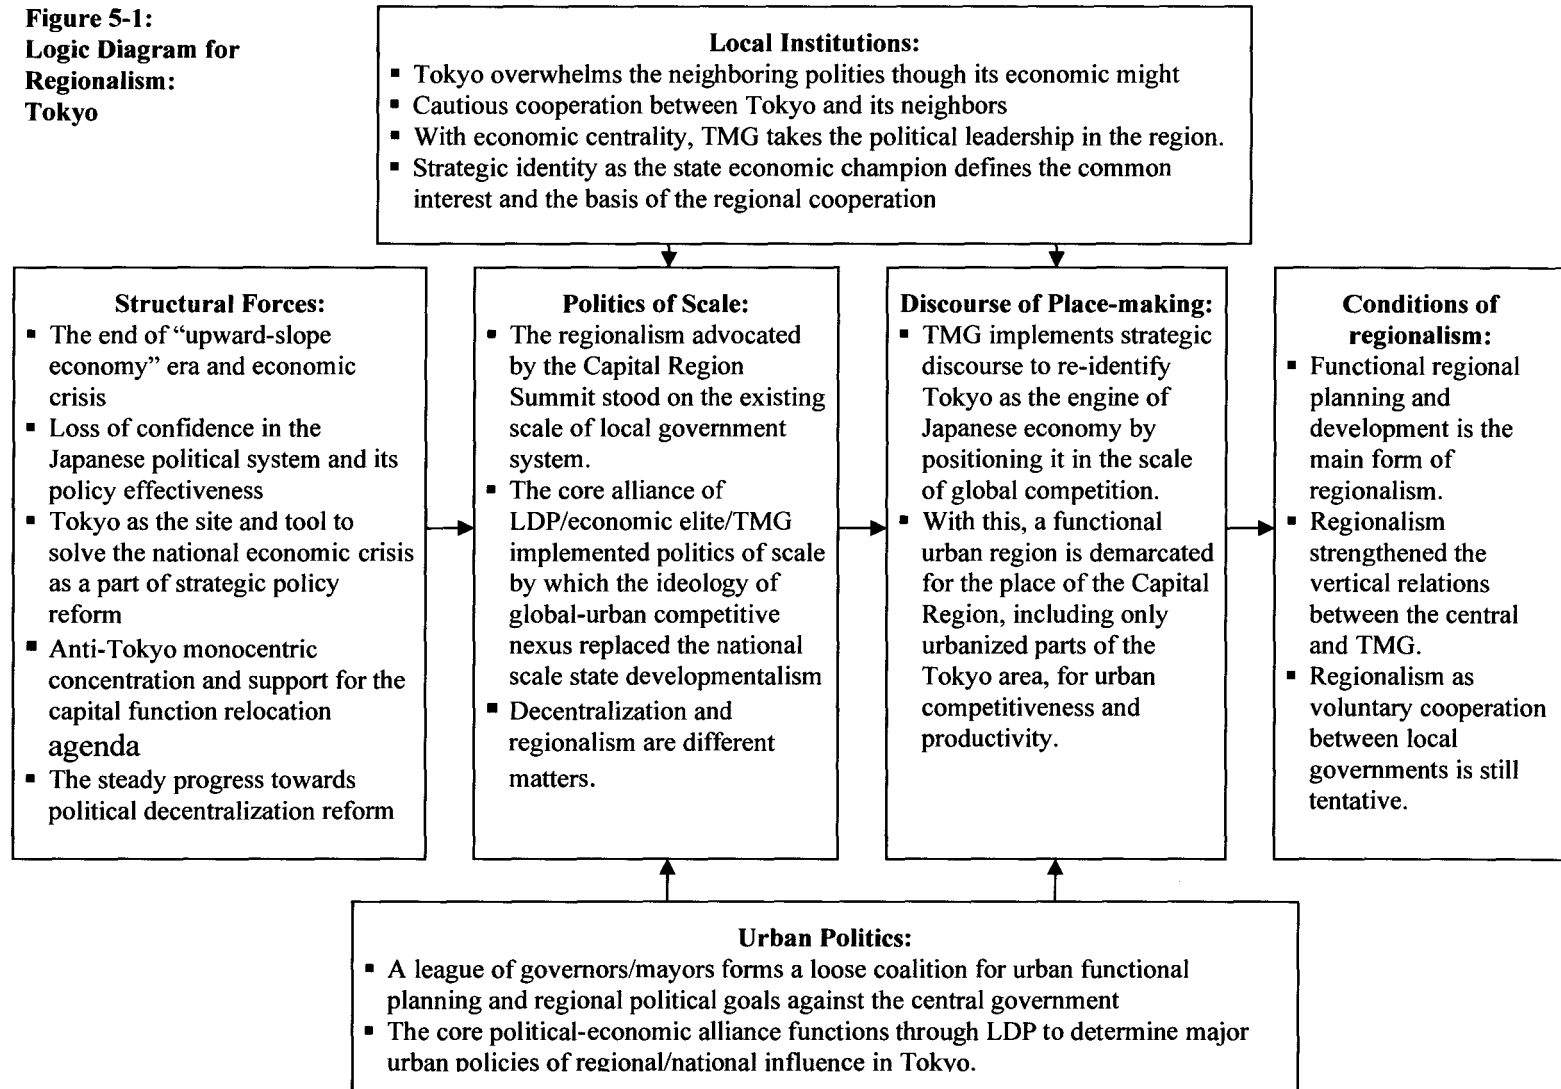 Figure 5-1:
Logic Diagram for
Regionalism:
Tokyo
Local Institutions:
▪ Tokyo overwhelms the neighboring polities though its economic might
▪ Cautious cooperation between Tokyo and its neighbors
▪ With economic centrality, TMG takes the political leadership in the region.
▪ Strategic identity as the state economic champion defines the common
interest and the basis of the regional cooperation
Structural Forces:
▪ The end of “upward-slope
economy” era and economic
crisis
▪ Loss of confidence in the
Japanese political system and its
policy effectiveness
▪ Tokyo as the site and tool to
solve the national economic crisis
as a part of strategic policy
reform
▪ Anti-Tokyo monocentric
concentration and support for the
capital function relocation
agenda
▪ The steady progress towards
political decentralization reform
Politics of Scale:
▪ The regionalism advocated
by the Capital Region
Summit stood on the existing
scale of local government
system.
▪ The core alliance of
LDP/economic elite/TMG
implemented politics of scale
by which the ideology of
global-urban competitive
nexus replaced the national
scale state developmentalism
▪ Decentralization and
regionalism are different
matters.
Discourse of Place-making:
▪ TMG implements strategic
discourse to re-identify
Tokyo as the engine of
Japanese economy by
positioning it in the scale
of global competition.
▪ With this, a functional
urban region is demarcated
for the place of the Capital
Region, including only
urbanized parts of the
Tokyo area, for urban
competitiveness and
productivity.
Conditions of
regionalism:
▪ Functional regional
planning and
development is the
main form of
regionalism.
▪ Regionalism
strengthened the
vertical relations
between the central
and TMG.
▪ Regionalism as
voluntary cooperation
between local
governments is still
tentative.
Urban Politics:
▪ A league of governors/mayors forms a loose coalition for urban functional
planning and regional political goals against the central government
▪ The core political-economic alliance functions through LDP to determine major
urban policies of regional/national influence in Tokyo.